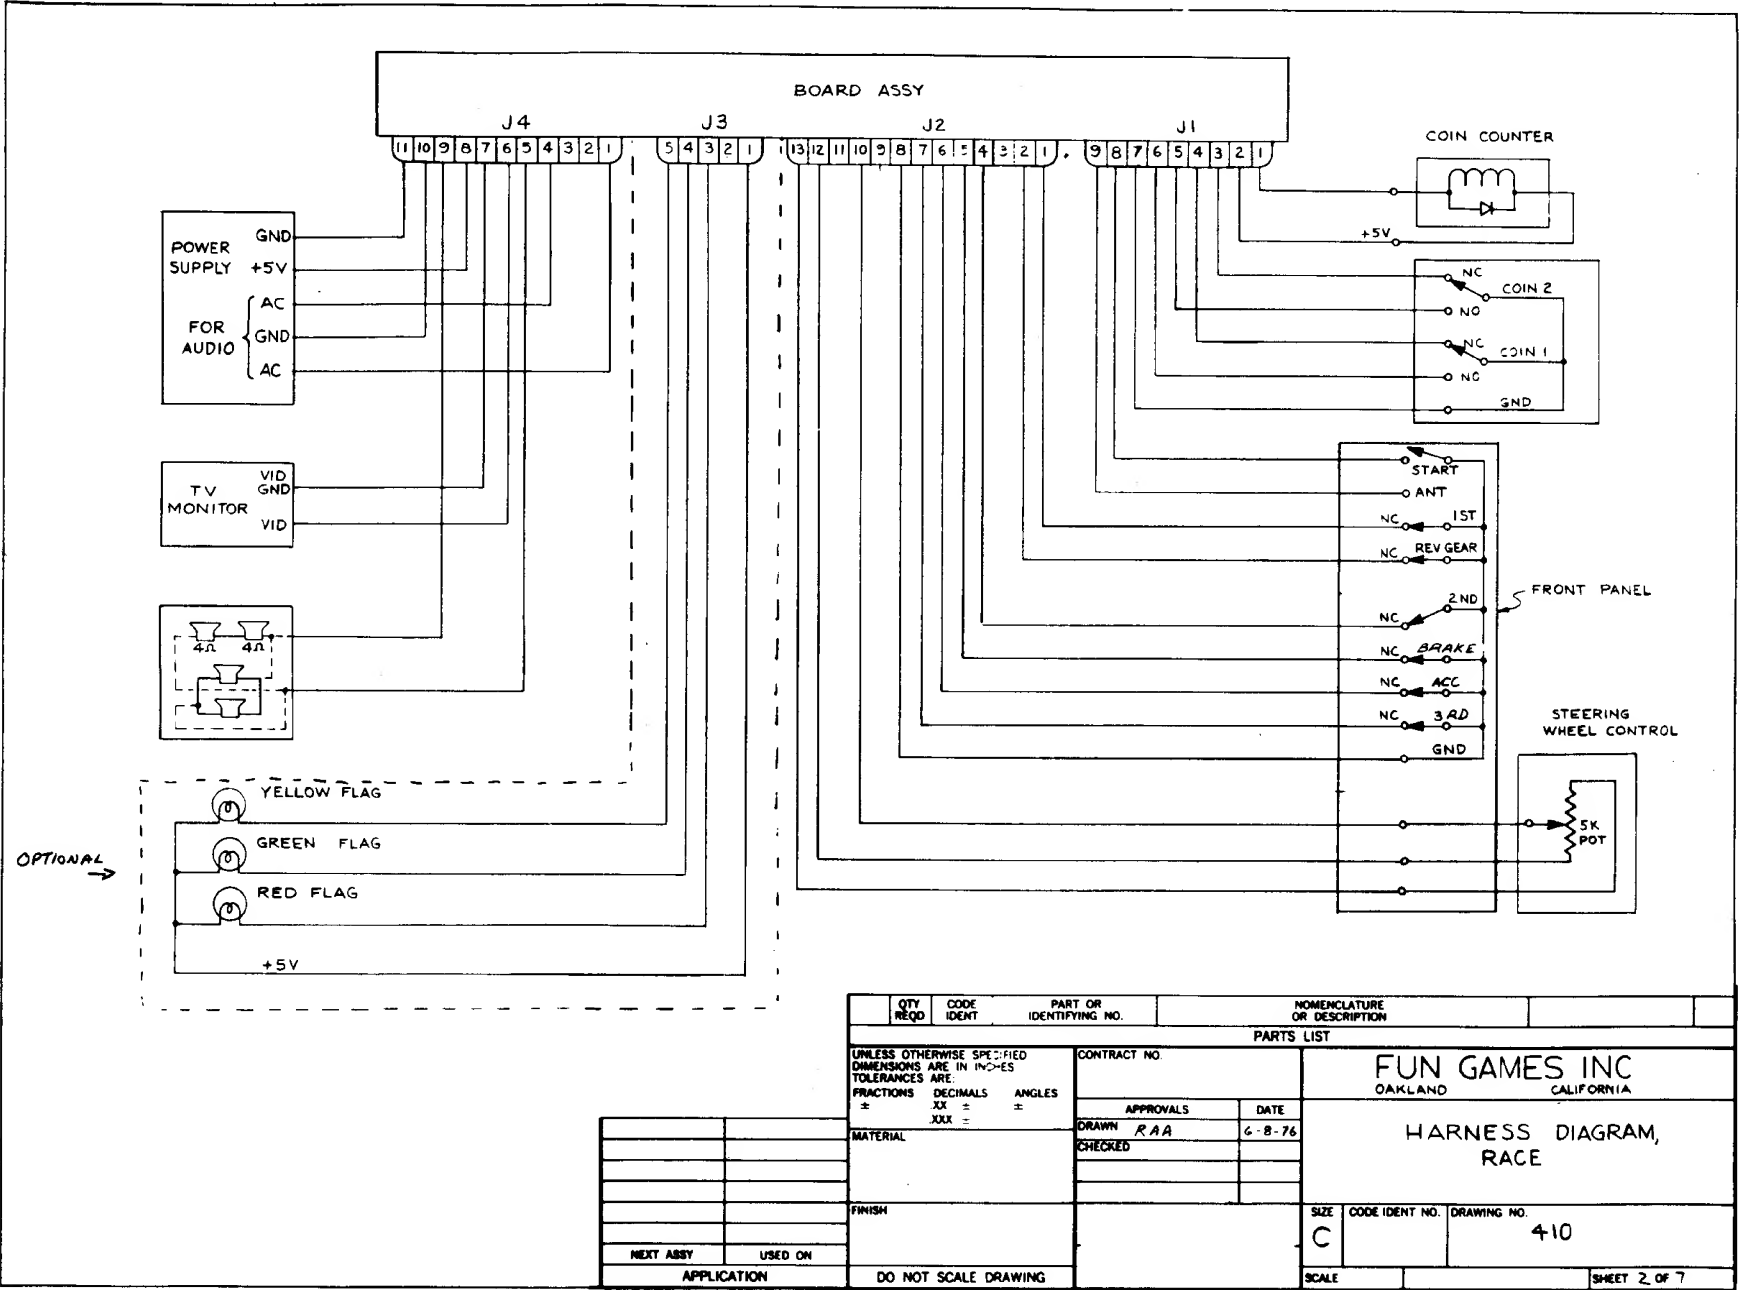 BOARD ASSY
J4 J3 J2 J1
11 10 9 8 7 6 5 4 3 2 1
5 4 3 2 1
13 12 11 10 9 8 7 6 5 4 3 2 1
9 8 7 6 5 4 3 2 1
COIN COUNTER
+5V
NC
COIN 2
NO
NC
COIN 1
NO
GND
POWER
SUPPLY
GND
+5V
AC
FOR
AUDIO
GND
AC
TV
MONITOR
VID
GND
VID
4Ω 4Ω
START
ANT
NC 1ST
NC REV GEAR
NC 2ND
NC BRAKE
NC ACC
NC 3RD
GND
FRONT PANEL
STEERING
WHEEL CONTROL
5K
POT
OPTIONAL
YELLOW FLAG
GREEN FLAG
RED FLAG
+5V
QTY
REQD
CODE
IDENT
PART OR
IDENTIFYING NO.
NOMENCLATURE
OR DESCRIPTION
PARTS LIST
UNLESS OTHERWISE SPECIFIED
DIMENSIONS ARE IN INCHES
TOLERANCES ARE:
FRACTIONS DECIMALS ANGLES
± .XX ± ±
.XXX ±
MATERIAL
FINISH
DO NOT SCALE DRAWING
NEXT ASSY USED ON
APPLICATION
CONTRACT NO.
APPROVALS DATE
DRAWN RAA 6-8-76
CHECKED
FUN GAMES INC
OAKLAND CALIFORNIA
HARNESS DIAGRAM,
RACE
SIZE
C
CODE IDENT NO.
DRAWING NO.
410
SCALE
SHEET 2 OF 7